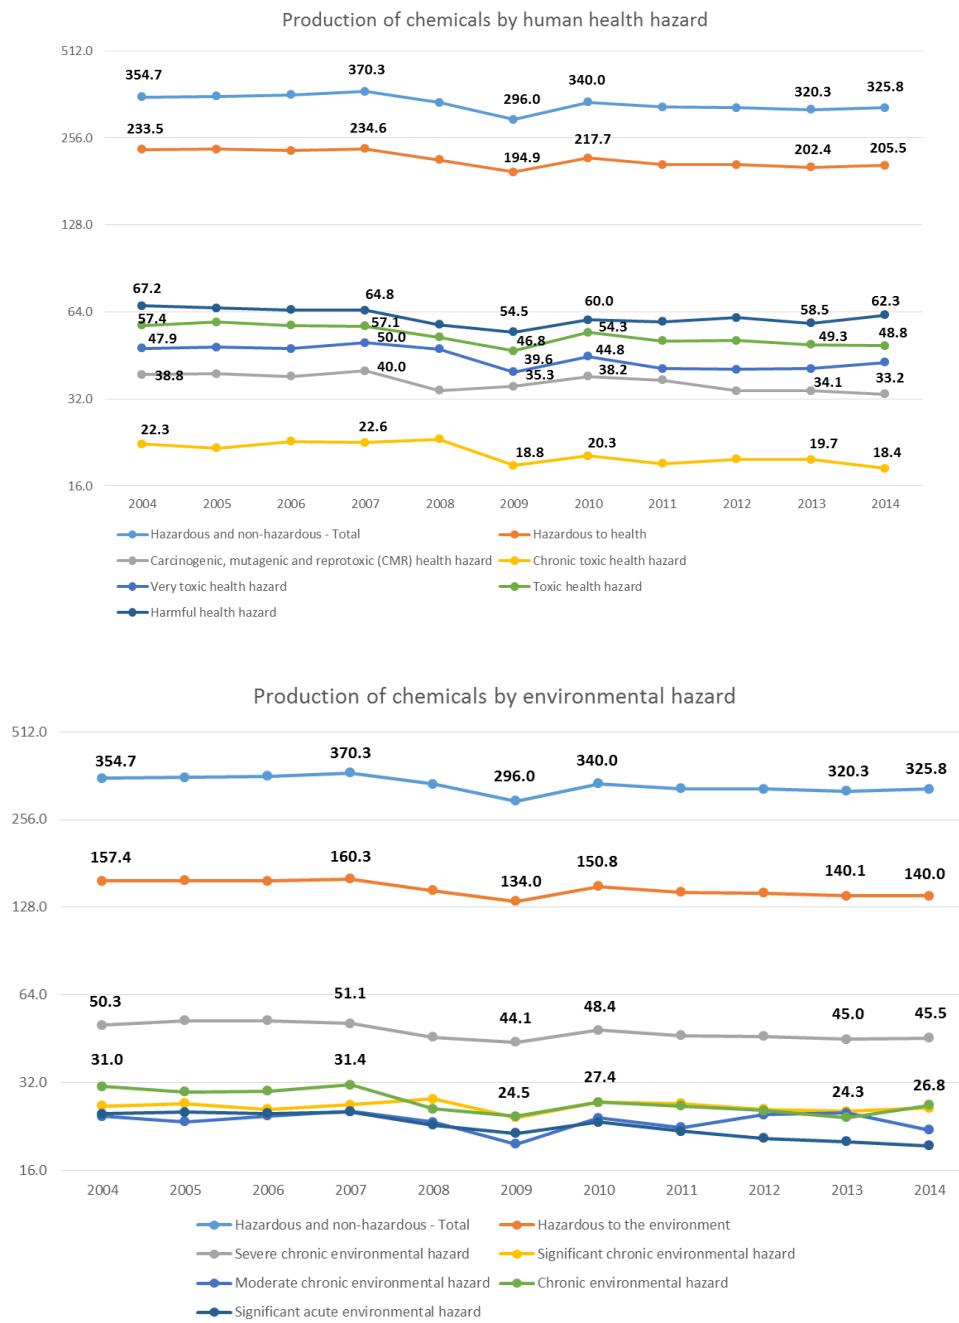 Production of chemicals by human health hazard
512.0
354.7 370.3 296.0 340.0 320.3 325.8
256.0
233.5 234.6 194.9 217.7 202.4 205.5
128.0
67.2 64.8 54.5 60.0 58.5 62.3
64.0
57.4 57.1 46.8 54.3 49.3 48.8
47.9 50.0 39.6 44.8
38.8 40.0 35.3 38.2 34.1 33.2
32.0
22.3 22.6 18.8 20.3 19.7 18.4
16.0
2004 2005 2006 2007 2008 2009 2010 2011 2012 2013 2014
Hazardous and non-hazardous - Total Hazardous to health
Carcinogenic, mutagenic and reprotoxic (CMR) health hazard Chronic toxic health hazard
Very toxic health hazard Toxic health hazard
Harmful health hazard
Production of chemicals by environmental hazard
512.0
354.7 370.3 296.0 340.0 320.3 325.8
256.0
157.4 160.3 134.0 150.8 140.1 140.0
128.0
64.0
50.3 51.1 44.1 48.4 45.0 45.5
31.0 31.4 24.5 27.4 24.3 26.8
32.0
16.0
2004 2005 2006 2007 2008 2009 2010 2011 2012 2013 2014
Hazardous and non-hazardous - Total Hazardous to the environment
Severe chronic environmental hazard Significant chronic environmental hazard
Moderate chronic environmental hazard Chronic environmental hazard
Significant acute environmental hazard